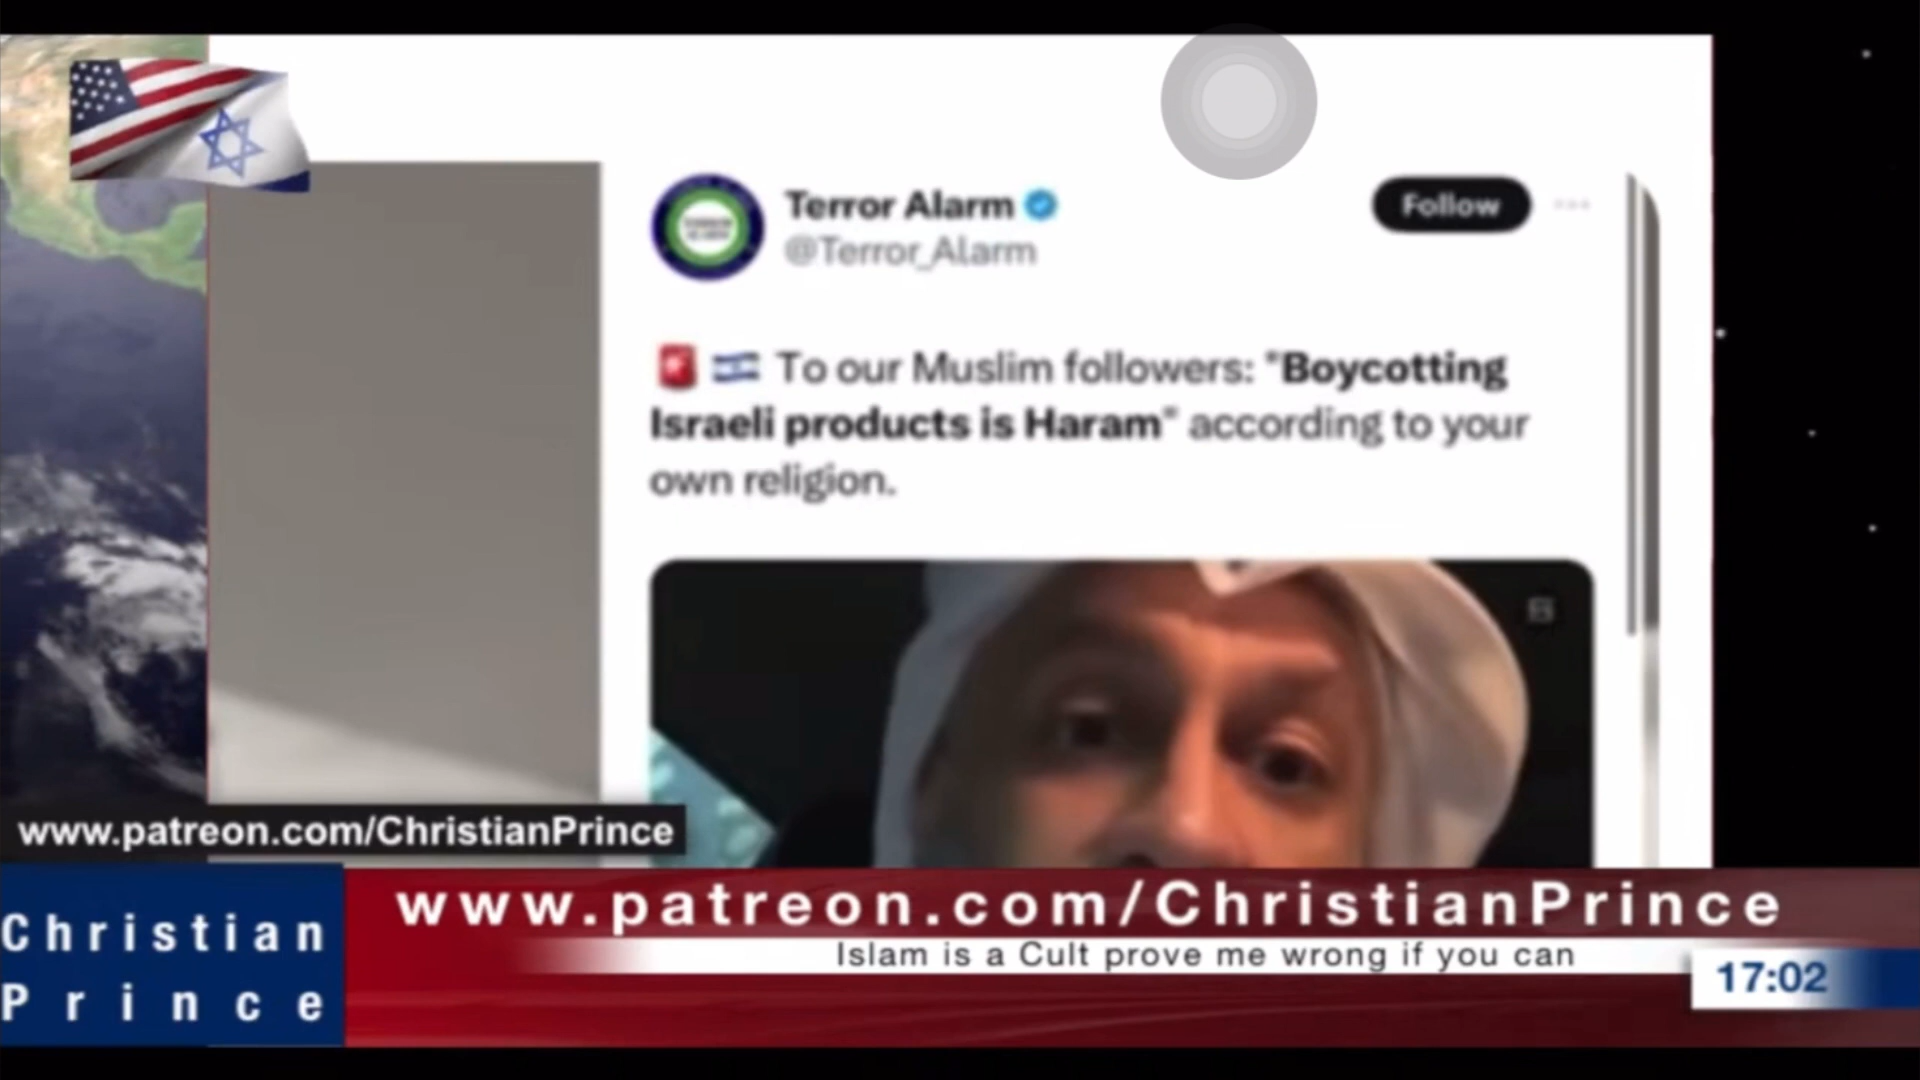 Terror Alarm
Follow
@Terror_Alarm
To our Muslim followers: "Boycotting
Israeli products is Haram" according to your
own religion.
www.patreon.com/ChristianPrince
www.patreon.com/ChristianPrince
Christian
Prince
Islam is a Cult prove me wrong if you can
17:02